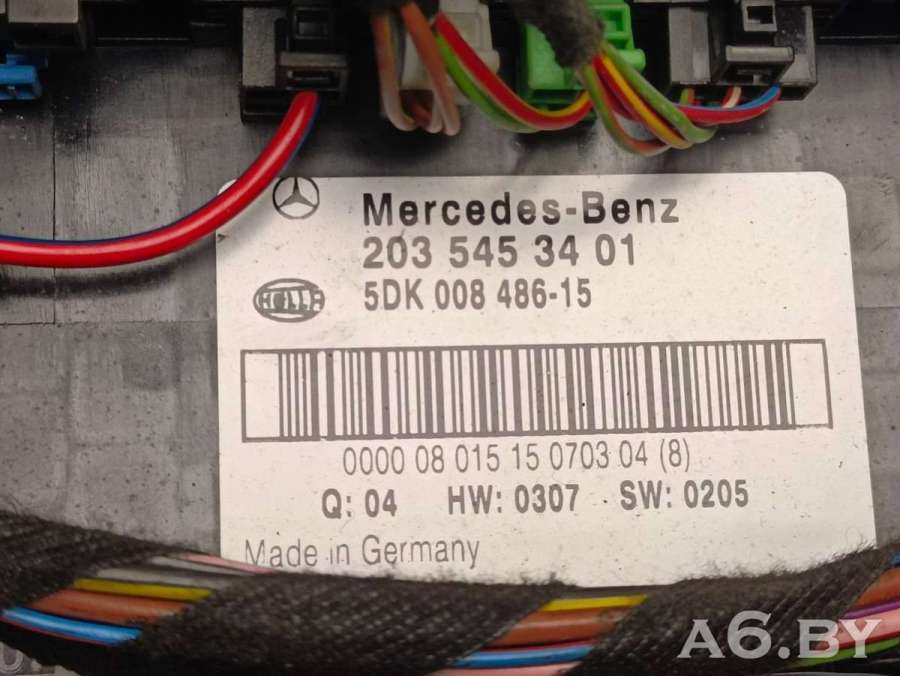 Mercedes-Benz
203 545 34 01
HELLA
5DK 008 486-15
0000 08 015 15 0703 04 (8)
Q: 04 HW: 0307 SW: 0205
Made in Germany
A6.BY